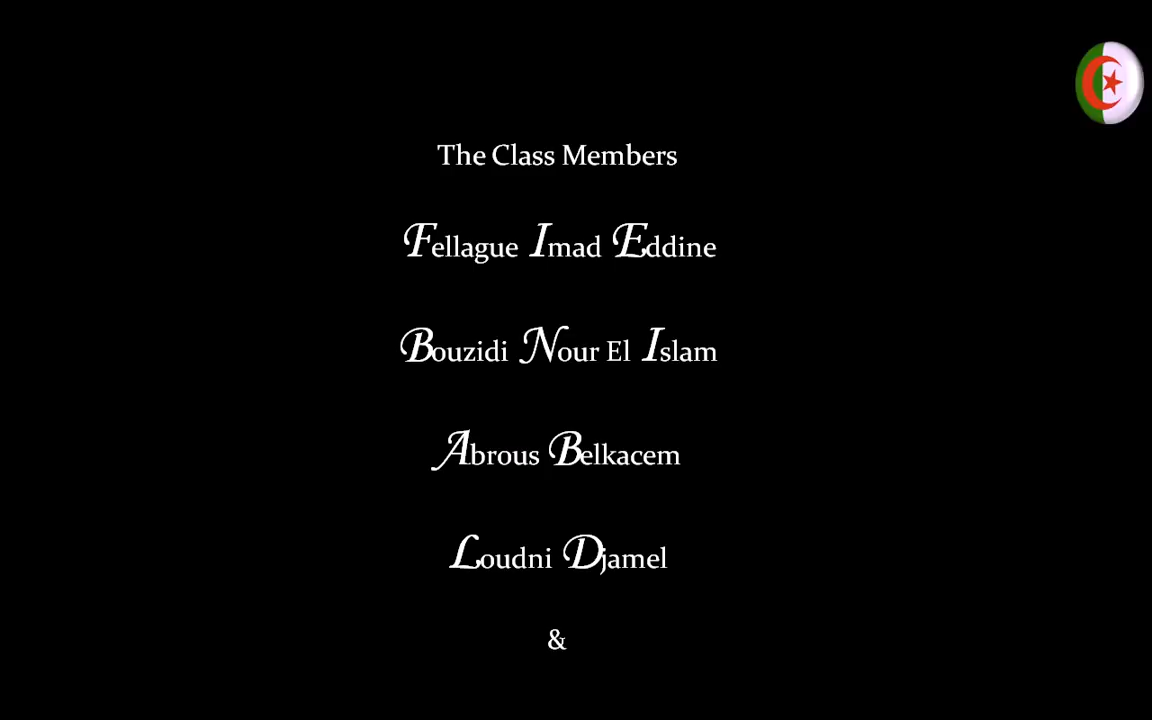 The Class Members
Fellague Imad Eddine
Bouzidi Nour El Islam
Abrous Belkacem
Loudni Djamel
&